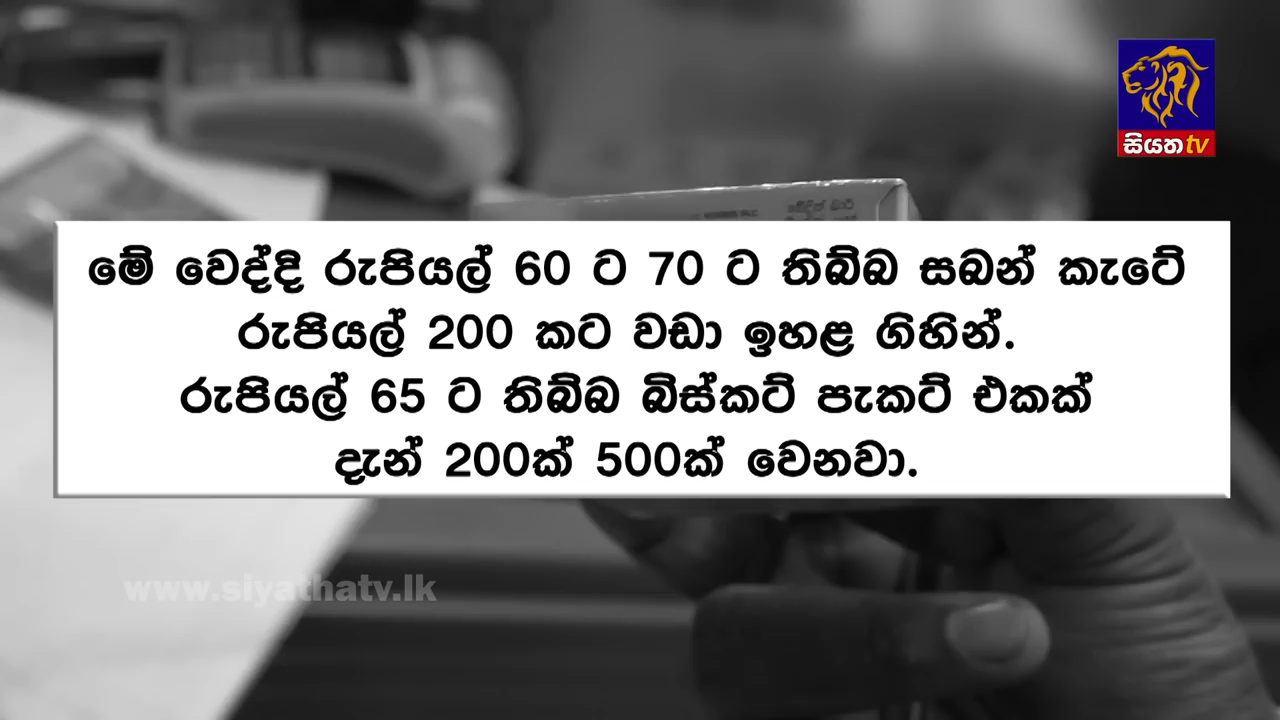 සියත tv
මේ වෙද්දි රුපියල් 60 ට 70 ට තිබ්බ සබන් කැටේ
රුපියල් 200 කට වඩා ඉහළ ගිහින්.
රුපියල් 65 ට තිබ්බ බිස්කට් පැකට් එකක්
දැන් 200ක් 500ක් වෙනවා.
www.siyathatv.lk